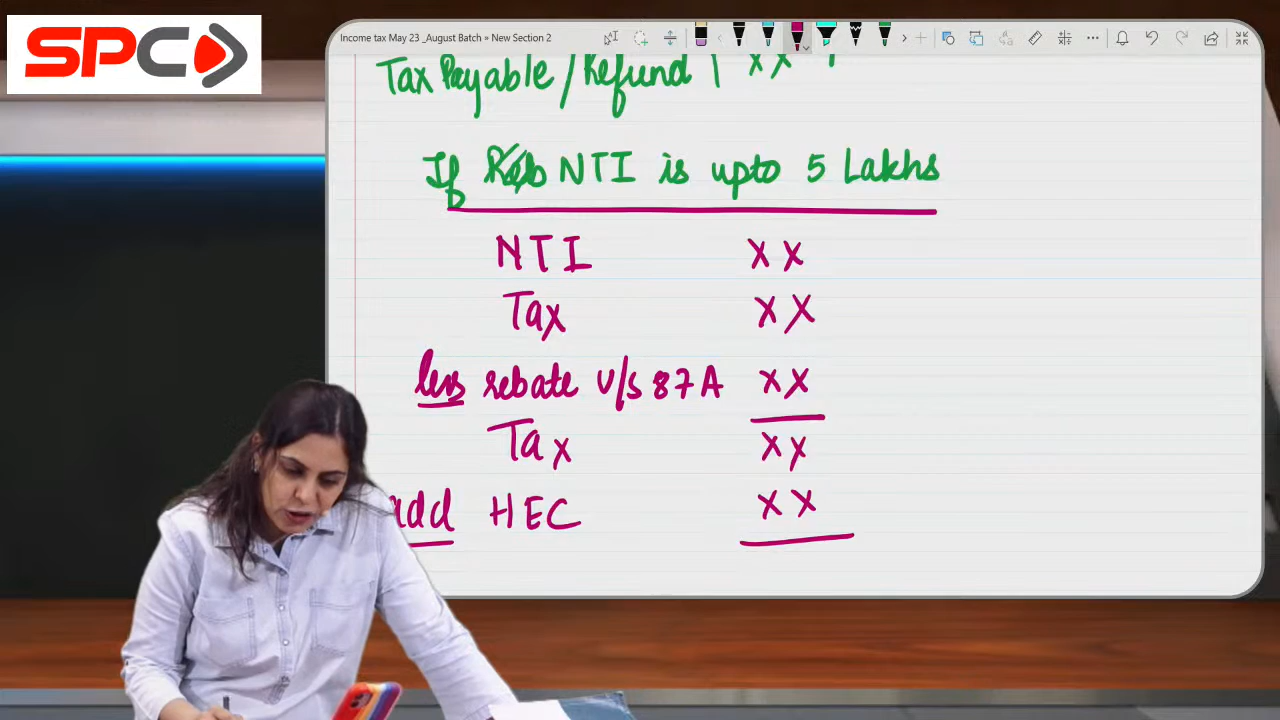 SPC
Income tax May 23 _August Batch » New Section 2
Tax Payable/Refund xx
If NTI is upto 5 Lakhs
NTI xx
Tax xx
less rebate U/s 87A xx
Tax xx
add HEC xx